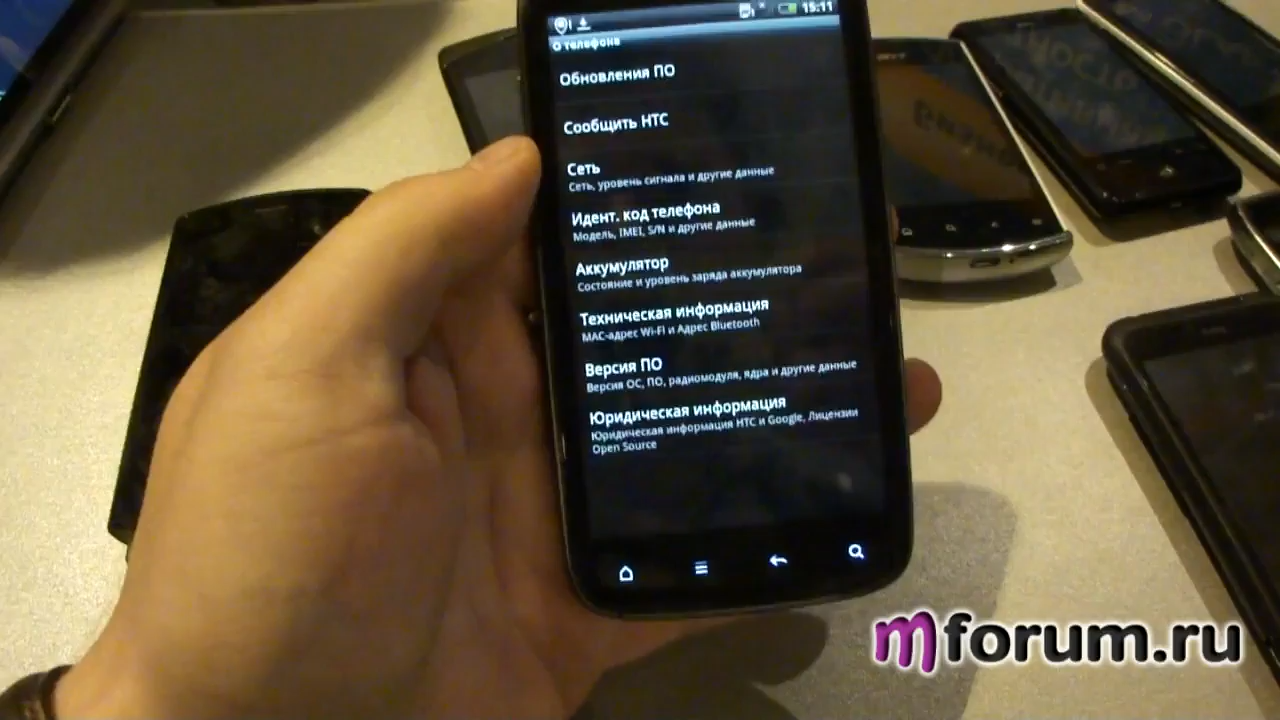 15:11
О телефона
Обновления ПО
Сообщить HTC
Сеть
Сеть, уровень сигнала и другие данные
Идент. код телефона
Модель, IMEI, S/N и другие данные
Аккумулятор
Состояние и уровень заряда аккумулятора
Техническая информация
MAC-адрес Wi-Fi и Адрес Bluetooth
Версия ПО
Версия ОС, ПО, радиомодуля, ядра и другие данные
Юридическая информация
Юридическая информация HTC и Google, Лицензии
Open Source
mforum.ru